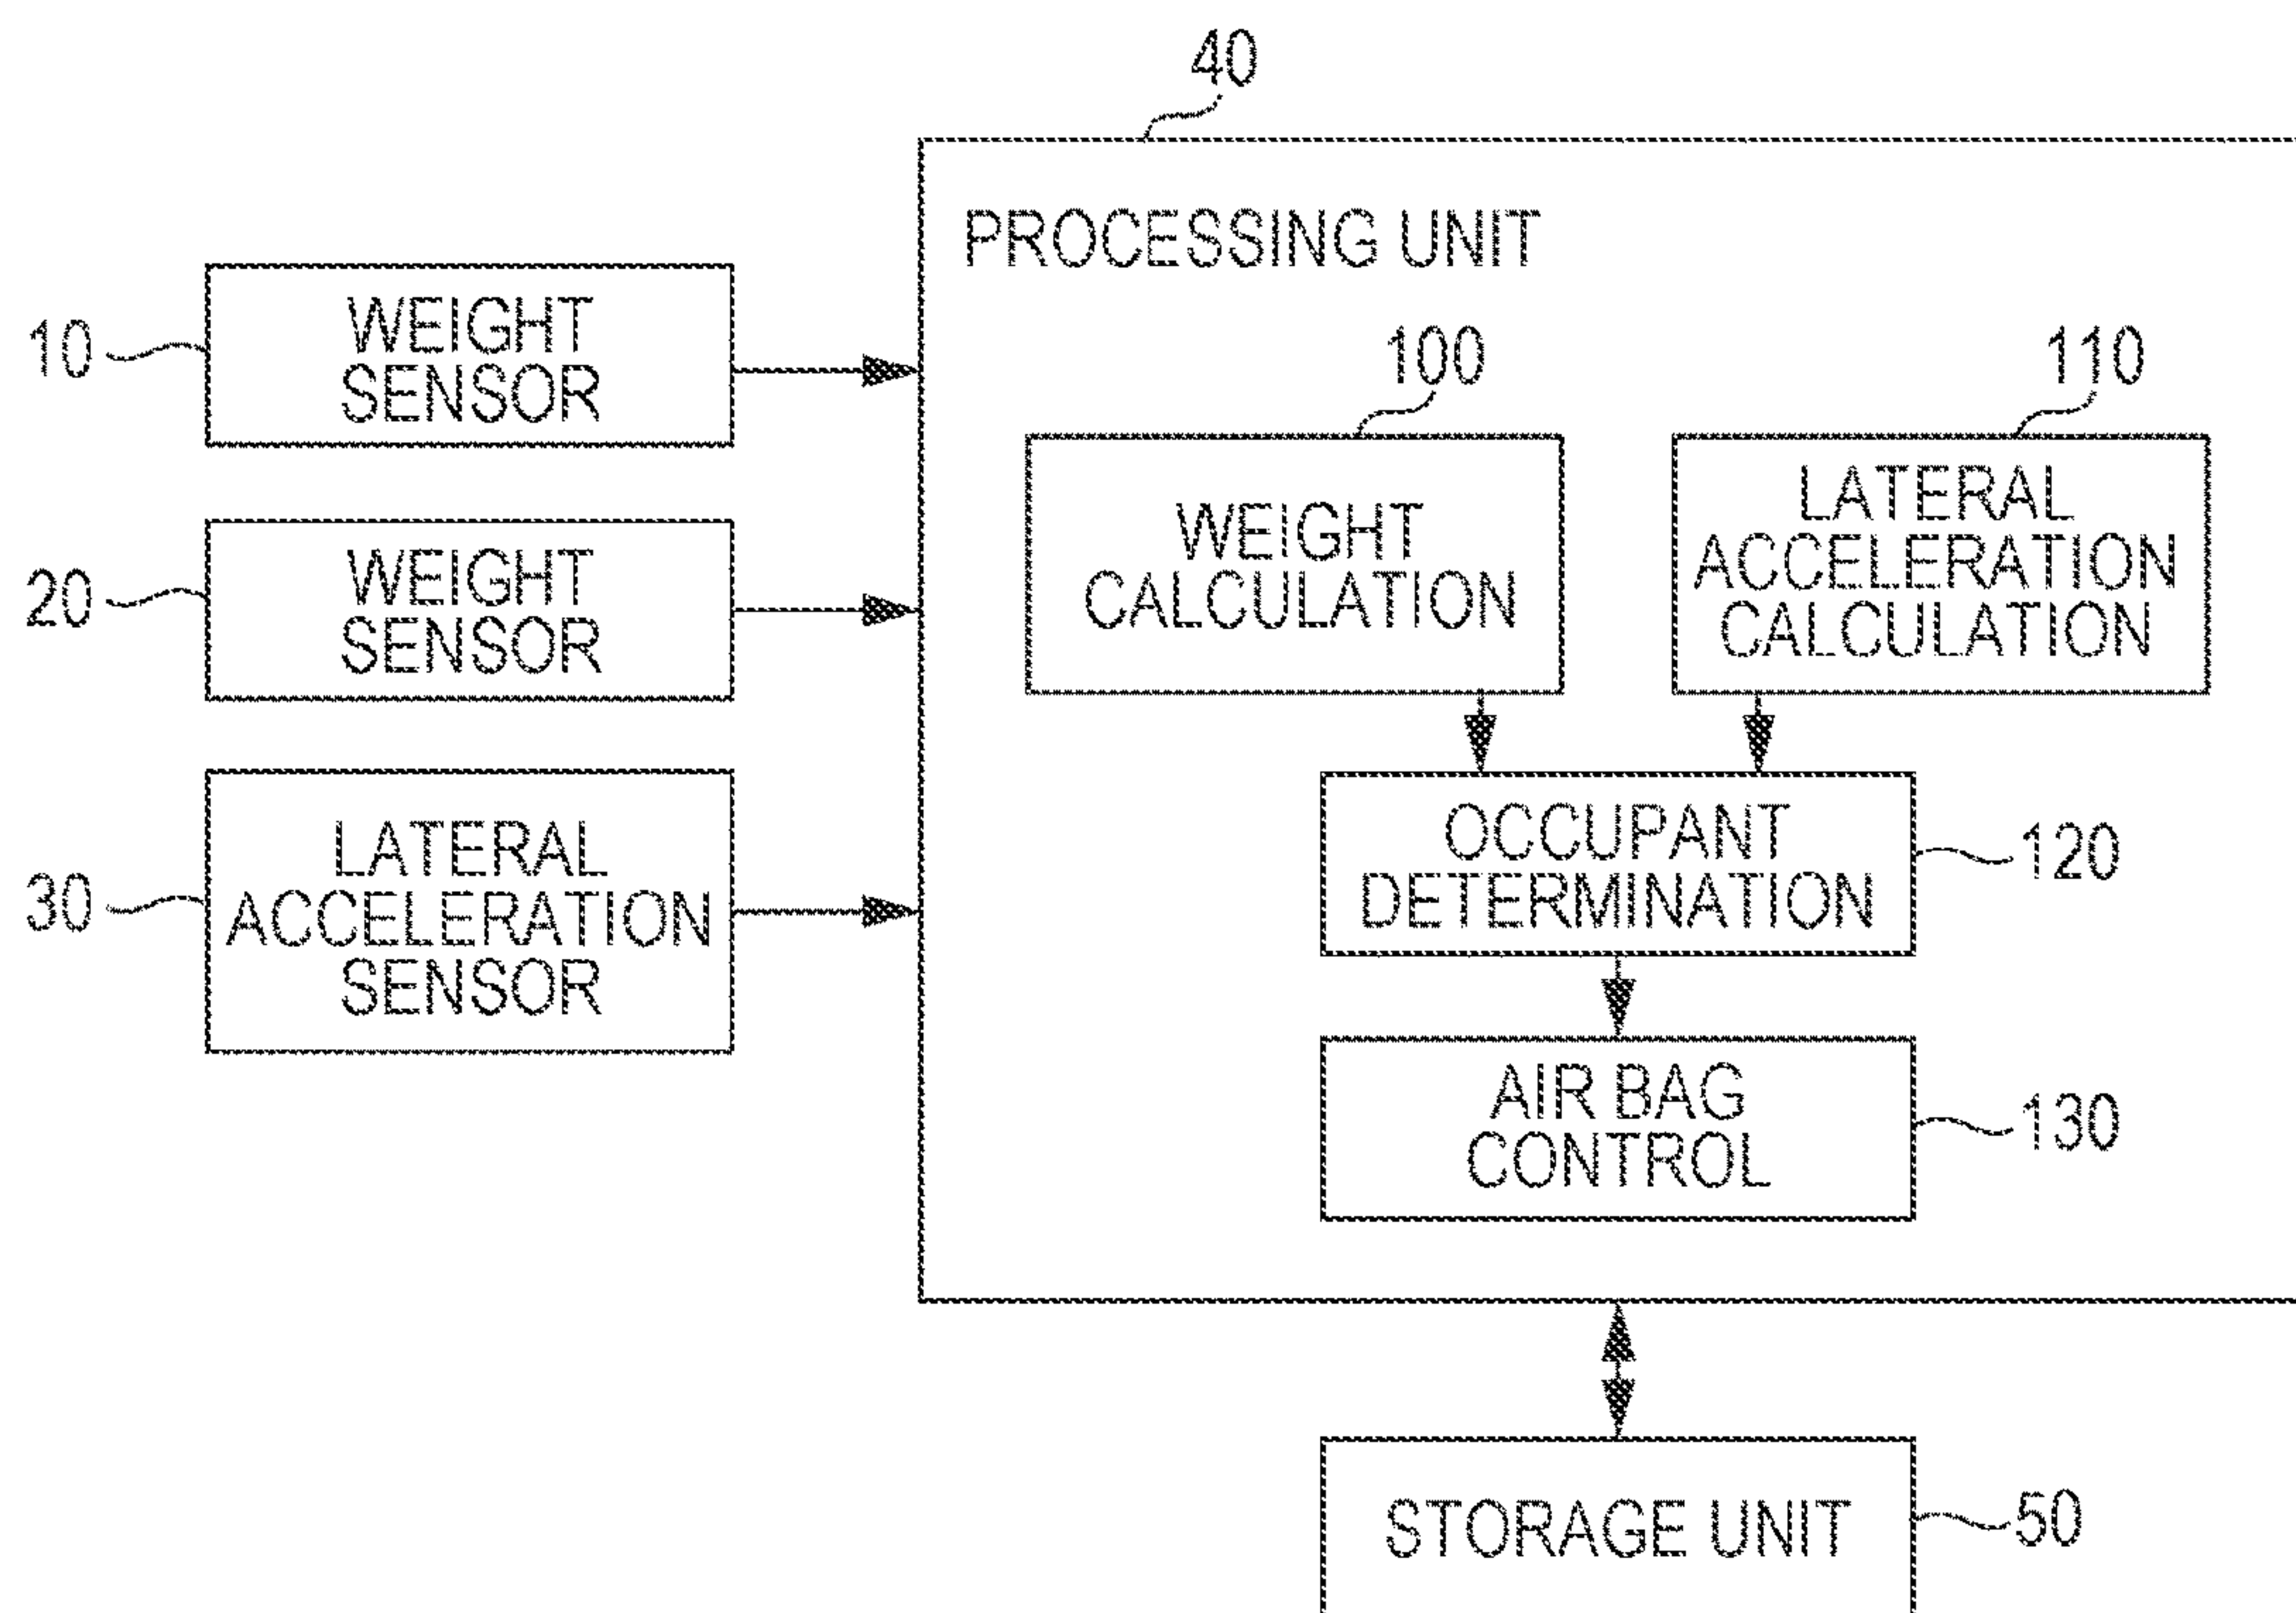 40
PROCESSING UNIT
10
WEIGHT
SENSOR
100
110
WEIGHT
CALCULATION
LATERAL
ACCELERATION
CALCULATION
20
WEIGHT
SENSOR
30
LATERAL
ACCELERATION
SENSOR
OCCUPANT
DETERMINATION
120
AIR BAG
CONTROL
130
STORAGE UNIT
50